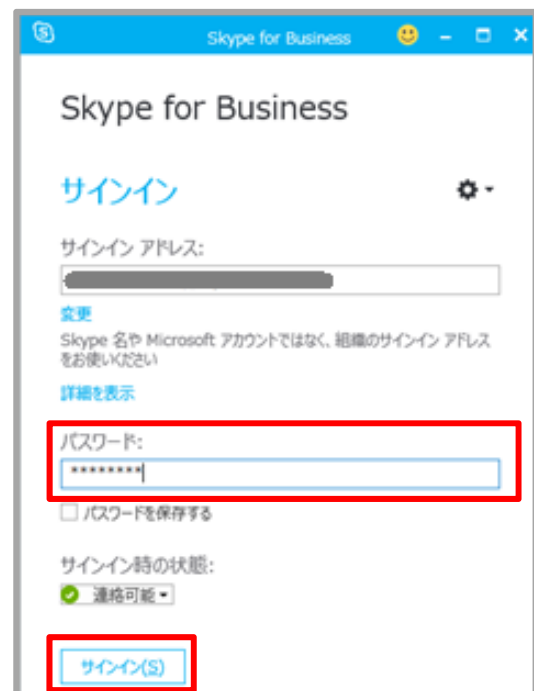 Skype for Business
Skype for Business
サインイン
サインイン アドレス:
変更
Skype 名や Microsoft アカウントではなく、組織のサインイン アドレス
をお使いください
詳細を表示
パスワード:
********
パスワードを保存する
サインイン時の状態:
連絡可能
サインイン(S)